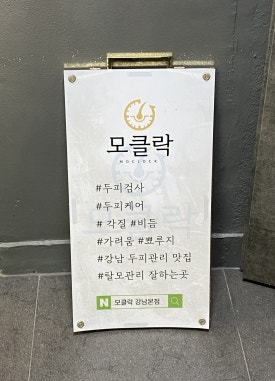 모클락
MOCLOCK
#두피검사
#두피케어
# 각질 #비듬
#가려움 #뾰루지
#강남 두피관리 맛집
#탈모관리 잘하는곳
N 모클락 강남본점